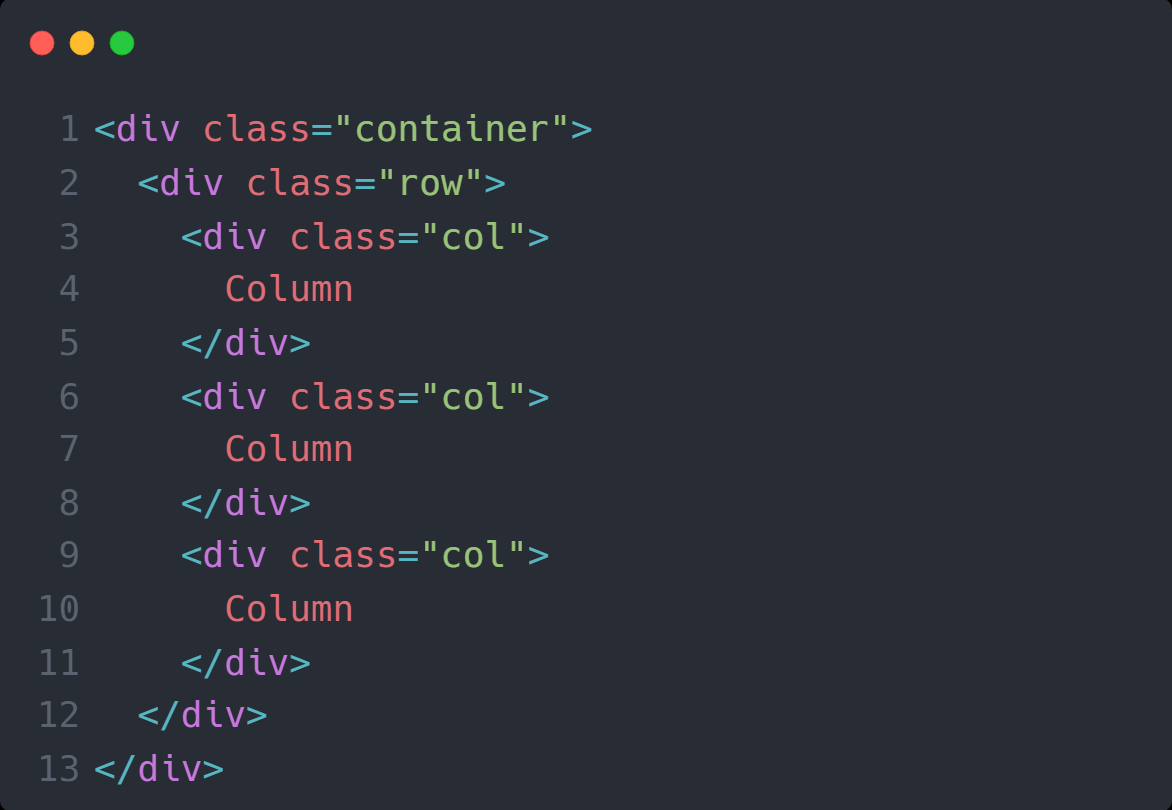 1 <div class="container">
2   <div class="row">
3     <div class="col">
4       Column
5     </div>
6     <div class="col">
7       Column
8     </div>
9     <div class="col">
10       Column
11     </div>
12   </div>
13 </div>